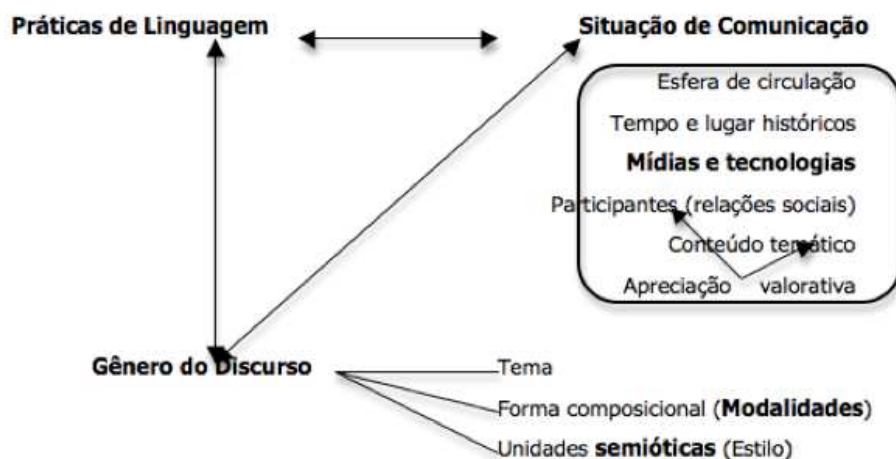 Práticas de Linguagem
Situação de Comunicação
Esfera de circulação
Tempo e lugar históricos
Mídias e tecnologias
Participantes (relações sociais)
Conteúdo temático
Apreciação valorativa
Gênero do Discurso
Tema
Forma composicional (Modalidades)
Unidades semióticas (Estilo)